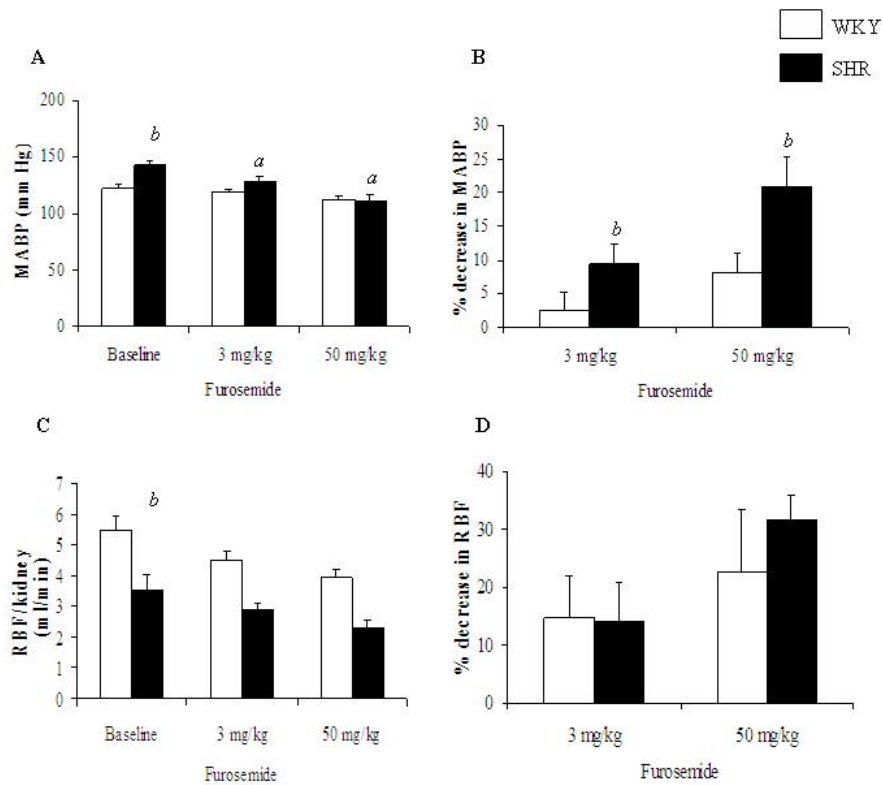 WKY
SHR
A
200
150
100
50
0
MABP (mm Hg)
b
a
a
Baseline 3 mg/kg 50 mg/kg
Furosemide
B
30
25
20
15
10
5
0
% decrease in MABP
b
b
3 mg/kg 50 mg/kg
Furosemide
C
7
6
5
4
3
2
1
0
RBF/kidney
(ml/min)
b
Baseline 3 mg/kg 50 mg/kg
Furosemide
D
40
30
20
10
0
% decrease in RBF
3 mg/kg 50 mg/kg
Furosemide